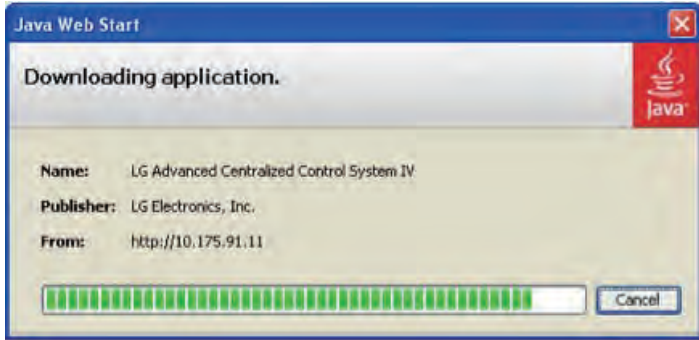 Java Web Start
Downloading application.
Java
Name: LG Advanced Centralized Control System IV
Publisher: LG Electronics, Inc.
From: http://10.175.91.11
Cancel